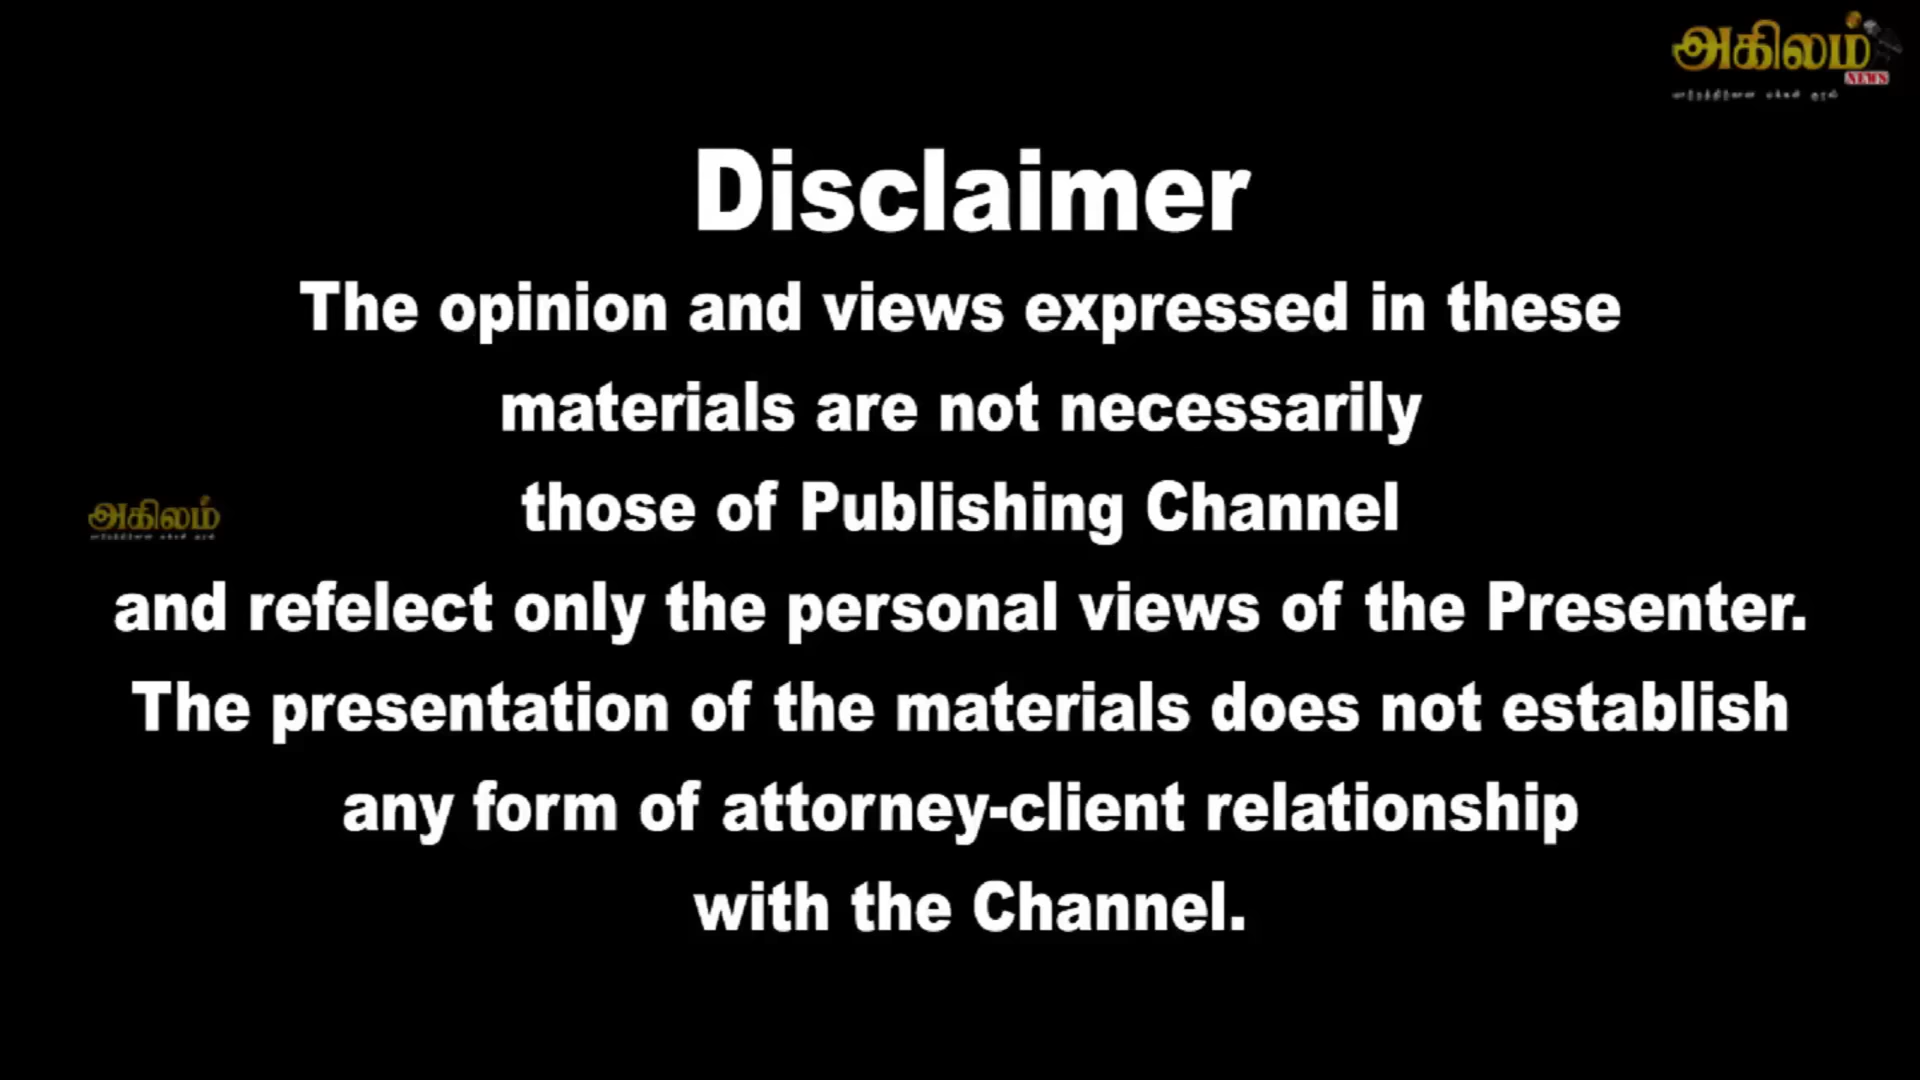 அகிலம்
NEWS
Disclaimer
The opinion and views expressed in these
materials are not necessarily
those of Publishing Channel
அகிலம்
and refelect only the personal views of the Presenter.
The presentation of the materials does not establish
any form of attorney-client relationship
with the Channel.